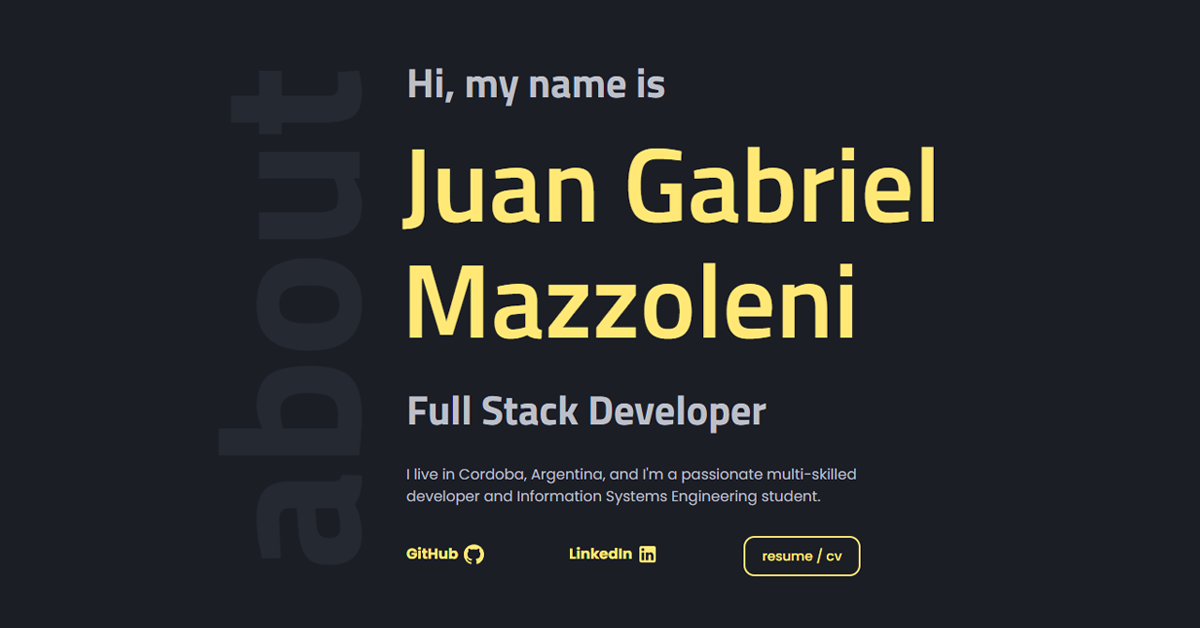 about
Hi, my name is
Juan Gabriel
Mazzoleni
Full Stack Developer
I live in Cordoba, Argentina, and I'm a passionate multi-skilled
developer and Information Systems Engineering student.
GitHub
LinkedIn
resume / cv